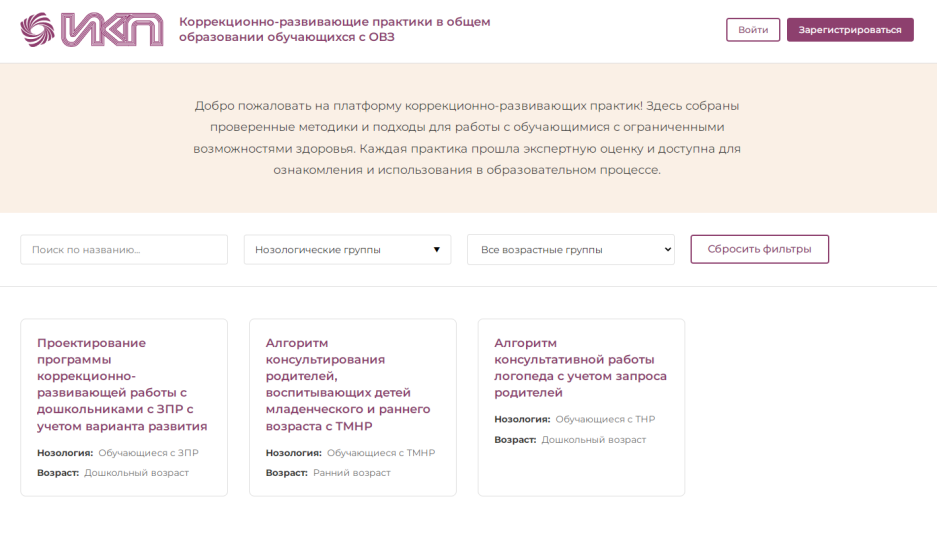 ИКП
Коррекционно-развивающие практики в общем
образовании обучающихся с ОВЗ
Войти
Зарегистрироваться
Добро пожаловать на платформу коррекционно-развивающих практик! Здесь собраны
проверенные методики и подходы для работы с обучающимися с ограниченными
возможностями здоровья. Каждая практика прошла экспертную оценку и доступна для
ознакомления и использования в образовательном процессе.
Поиск по названию...
Нозологические группы
Все возрастные группы
Сбросить фильтры
Проектирование
программы
коррекционно-
развивающей работы с
дошкольниками с ЗПР с
учетом варианта развития
Нозология: Обучающиеся с ЗПР
Возраст: Дошкольный возраст
Алгоритм
консультирования
родителей,
воспитывающих детей
младенческого и раннего
возраста с ТМНР
Нозология: Обучающиеся с ТМНР
Возраст: Ранний возраст
Алгоритм
консультативной работы
логопеда с учетом запроса
родителей
Нозология: Обучающиеся с ТНР
Возраст: Дошкольный возраст